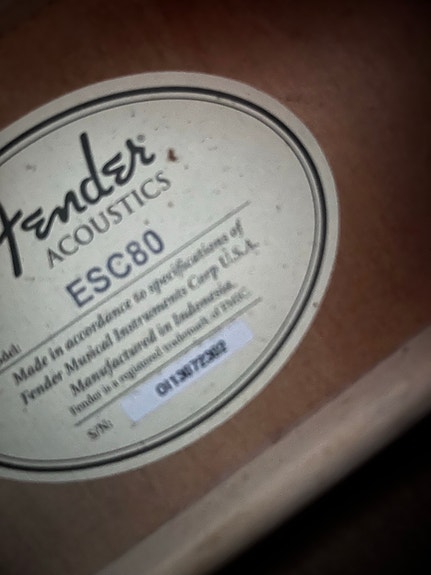 Fender®
ACOUSTICS
ESC80
Made in accordance to specifications of
Fender Musical Instruments Corp U.S.A.
Manufactured in Indonesia.
Fender is a registered trademark of FMIC.
S/N: